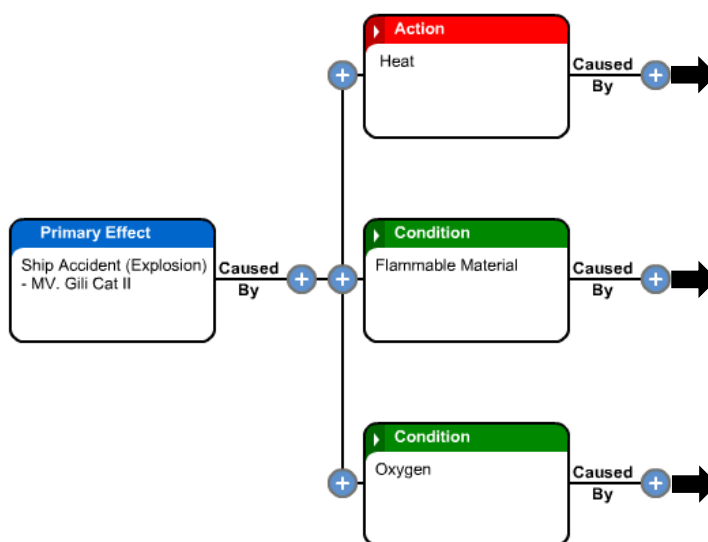 Action
Heat
Caused
By
Primary Effect
Ship Accident (Explosion)
- MV. Gili Cat II
Caused
By
Condition
Flammable Material
Caused
By
Condition
Oxygen
Caused
By